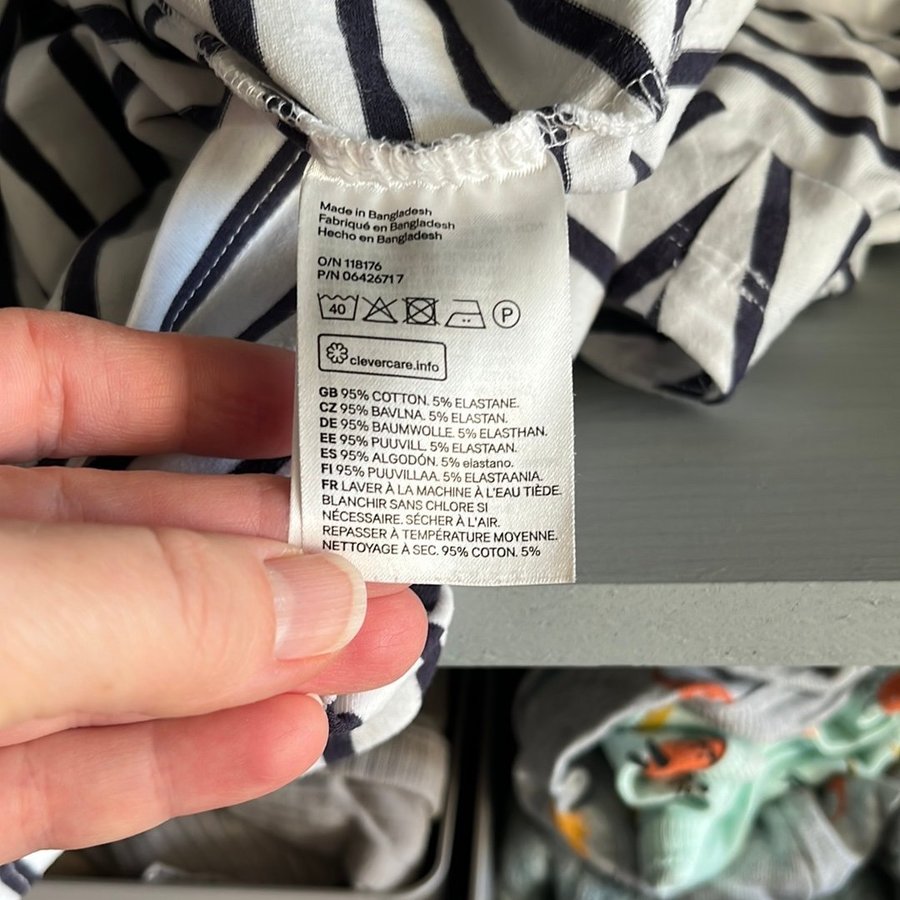 Made in Bangladesh
Fabriqué en Bangladesh
Hecho en Bangladesh
O/N 118176
P/N 0642671 7
40 P
clevercare.info
GB 95% COTTON. 5% ELASTANE.
CZ 95% BAVLNA. 5% ELASTAN.
DE 95% BAUMWOLLE. 5% ELASTHAN.
EE 95% PUUVILL. 5% ELASTAAN.
ES 95% ALGODÓN. 5% elastano.
FI 95% PUUVILLAA. 5% ELASTAANIA.
FR LAVER À LA MACHINE À L'EAU TIÈDE.
BLANCHIR SANS CHLORE SI
NÉCESSAIRE. SÉCHER À L'AIR.
REPASSER À TEMPÉRATURE MOYENNE.
NETTOYAGE À SEC. 95% COTON. 5%